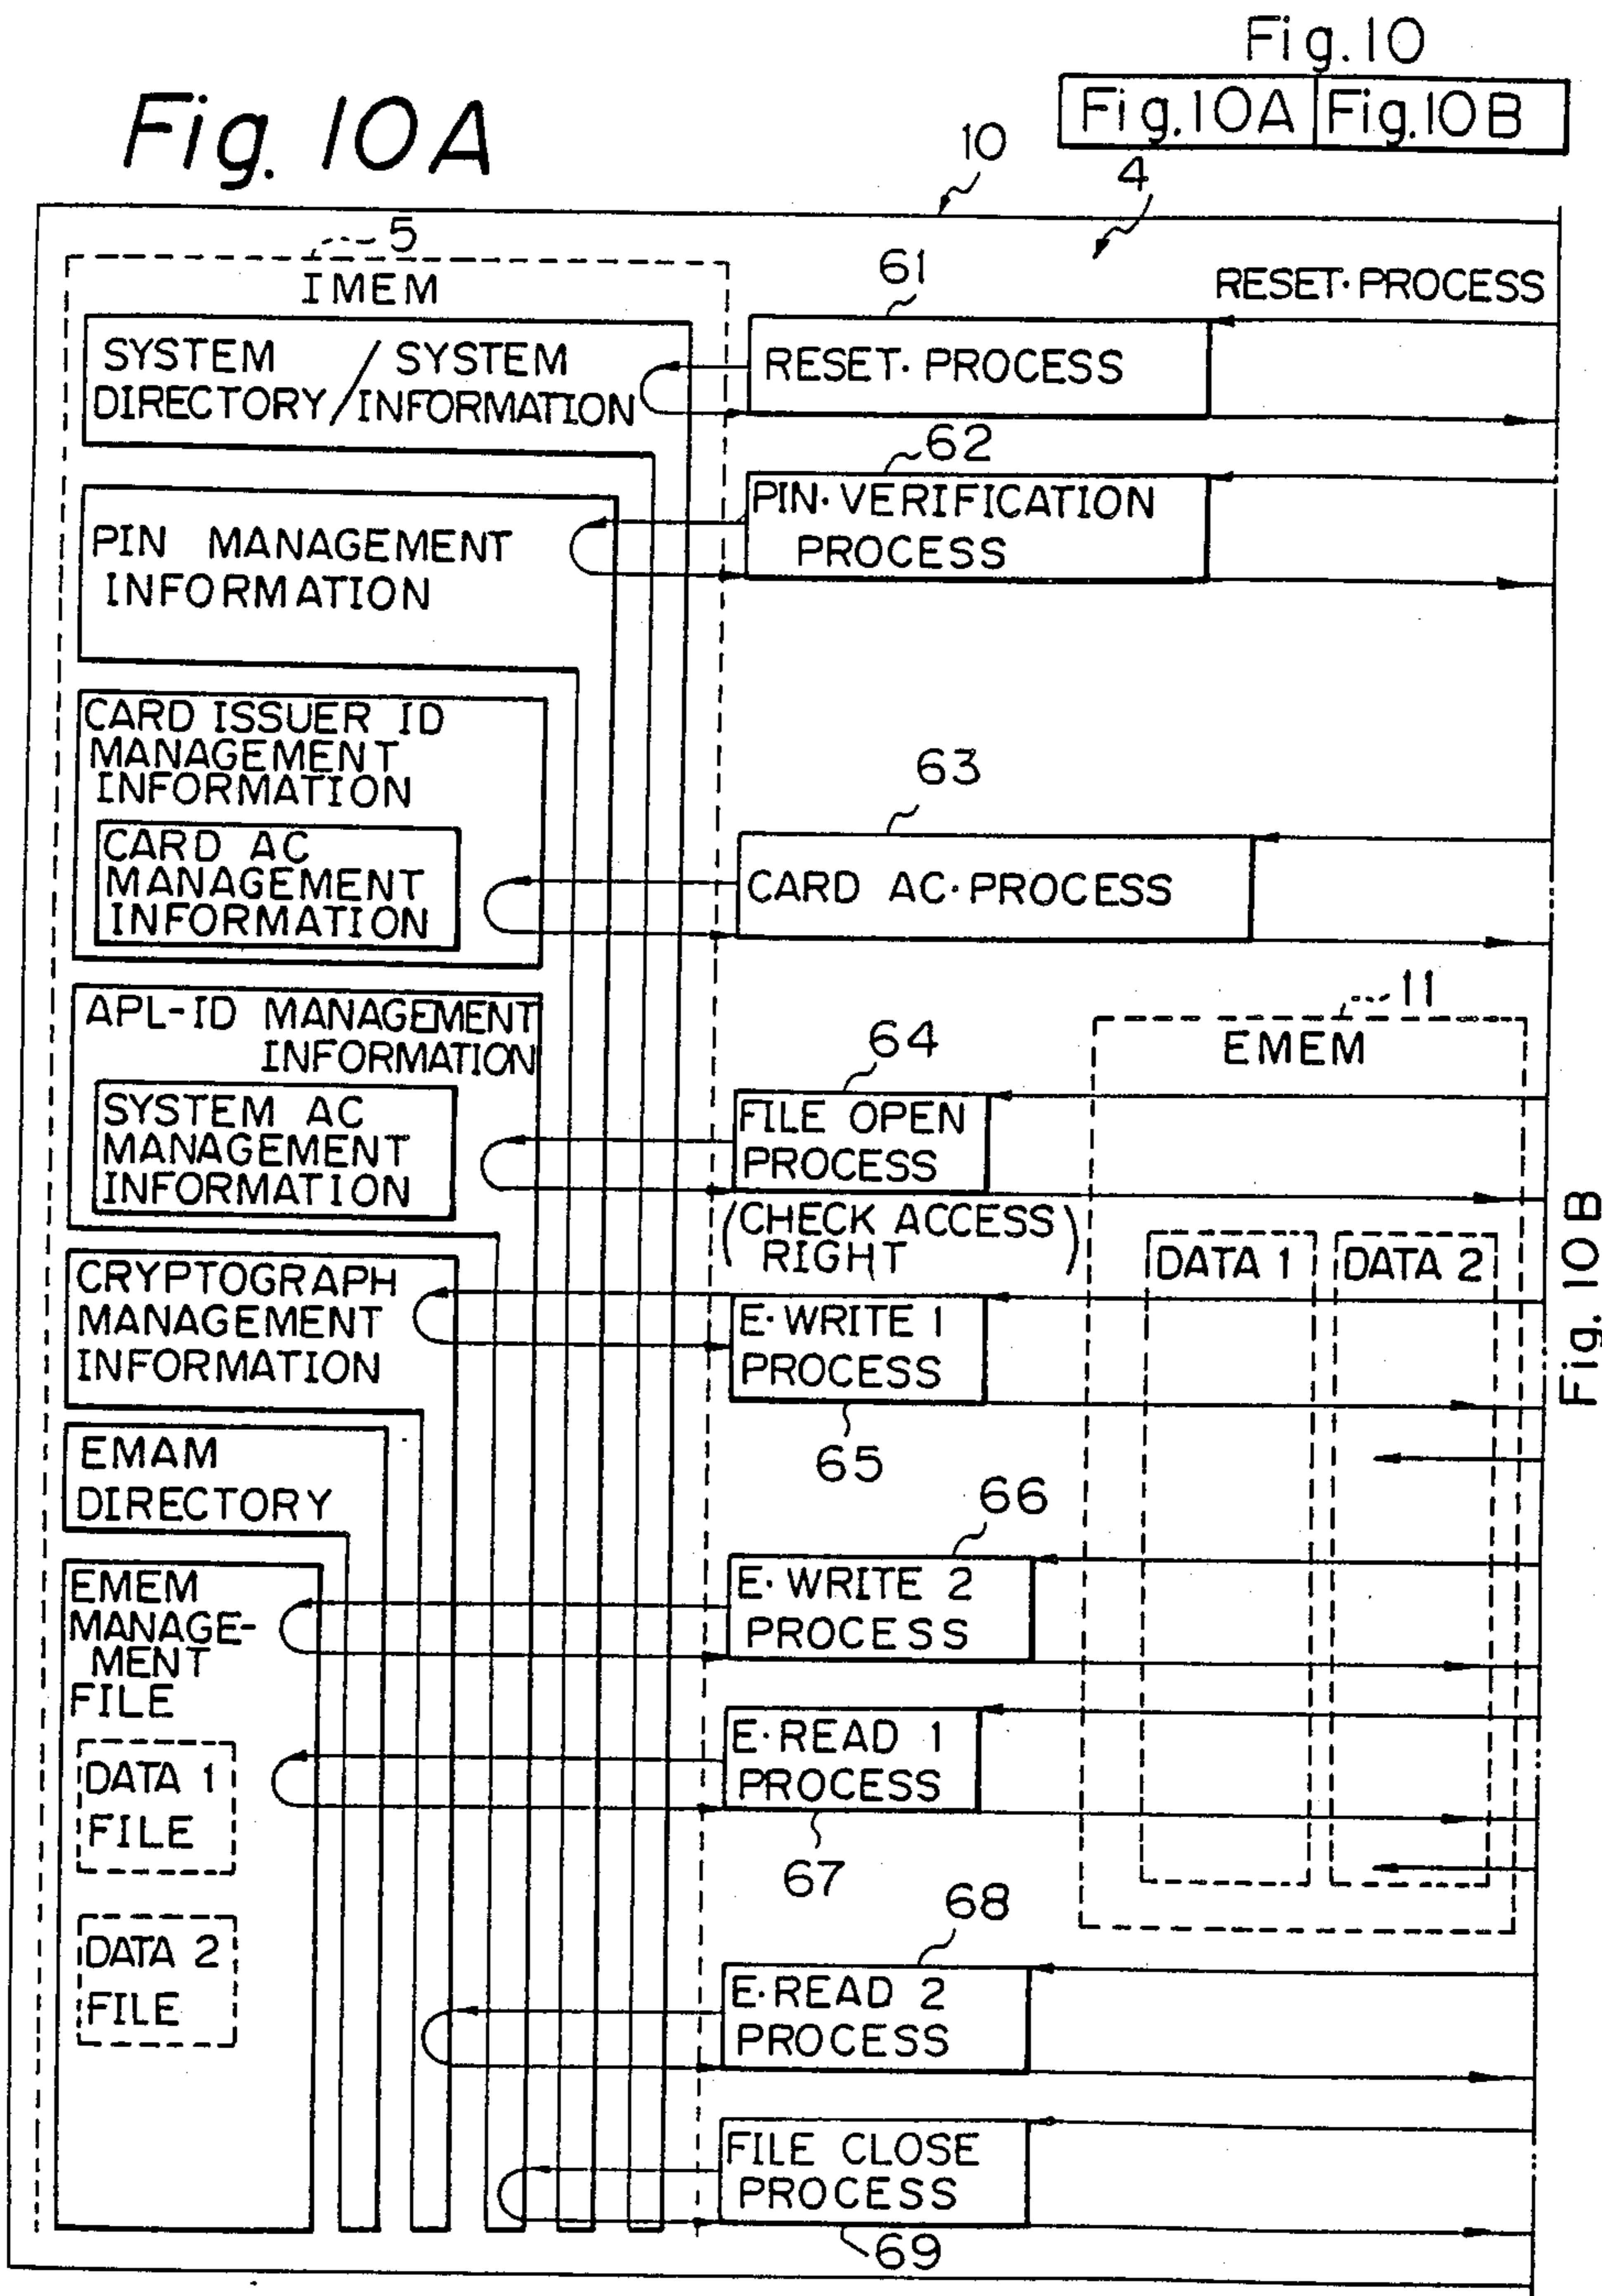 Fig. 10
Fig. 10A Fig. 10B
Fig. 10A
10
4
5
IMEM
61
RESET·PROCESS
SYSTEM DIRECTORY / SYSTEM INFORMATION
RESET·PROCESS
62
PIN MANAGEMENT
INFORMATION
PIN·VERIFICATION
PROCESS
CARD ISSUER ID
MANAGEMENT
INFORMATION
63
CARD AC
MANAGEMENT
INFORMATION
CARD AC·PROCESS
11
APL-ID MANAGEMENT
INFORMATION
64
EMEM
SYSTEM AC
MANAGEMENT
INFORMATION
FILE OPEN
PROCESS
(CHECK ACCESS
RIGHT)
DATA 1
DATA 2
CRYPTOGRAPH
MANAGEMENT
INFORMATION
E·WRITE 1
PROCESS
65
Fig. 10B
EMAM
DIRECTORY
66
EMEM
MANAGE-
MENT
FILE
E·WRITE 2
PROCESS
DATA 1
FILE
E·READ 1
PROCESS
67
DATA 2
FILE
68
E·READ 2
PROCESS
FILE CLOSE
PROCESS
69